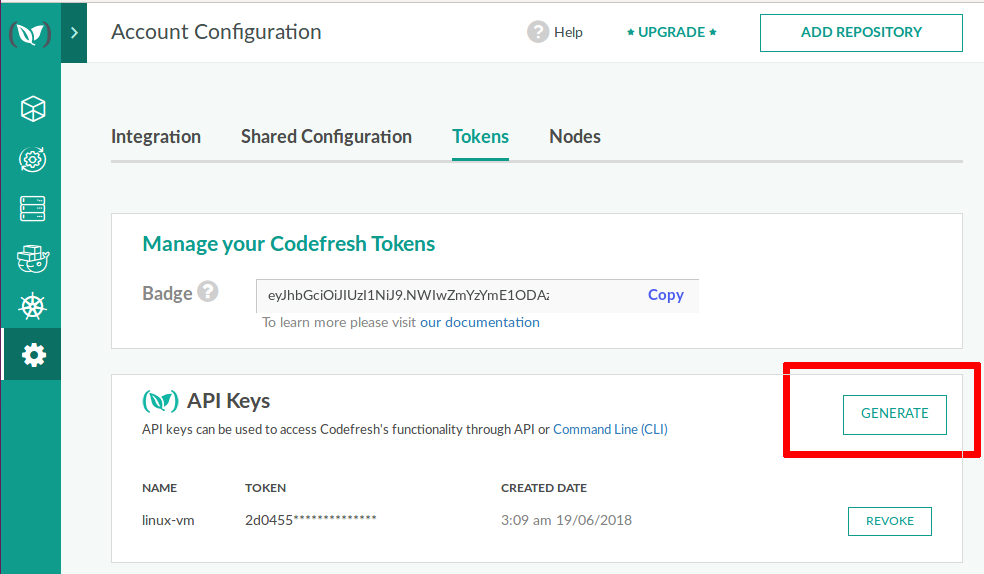 Account Configuration
? Help
* UPGRADE *
ADD REPOSITORY
Integration
Shared Configuration
Tokens
Nodes
Manage your Codefresh Tokens
Badge ?
eyJhbGciOiJIUzI1NiJ9.NWIwZmYzYmE1ODAz
Copy
To learn more please visit our documentation
API Keys
GENERATE
API keys can be used to access Codefresh's functionality through API or Command Line (CLI)
NAME TOKEN CREATED DATE
linux-vm 2d0455************** 3:09 am 19/06/2018 REVOKE